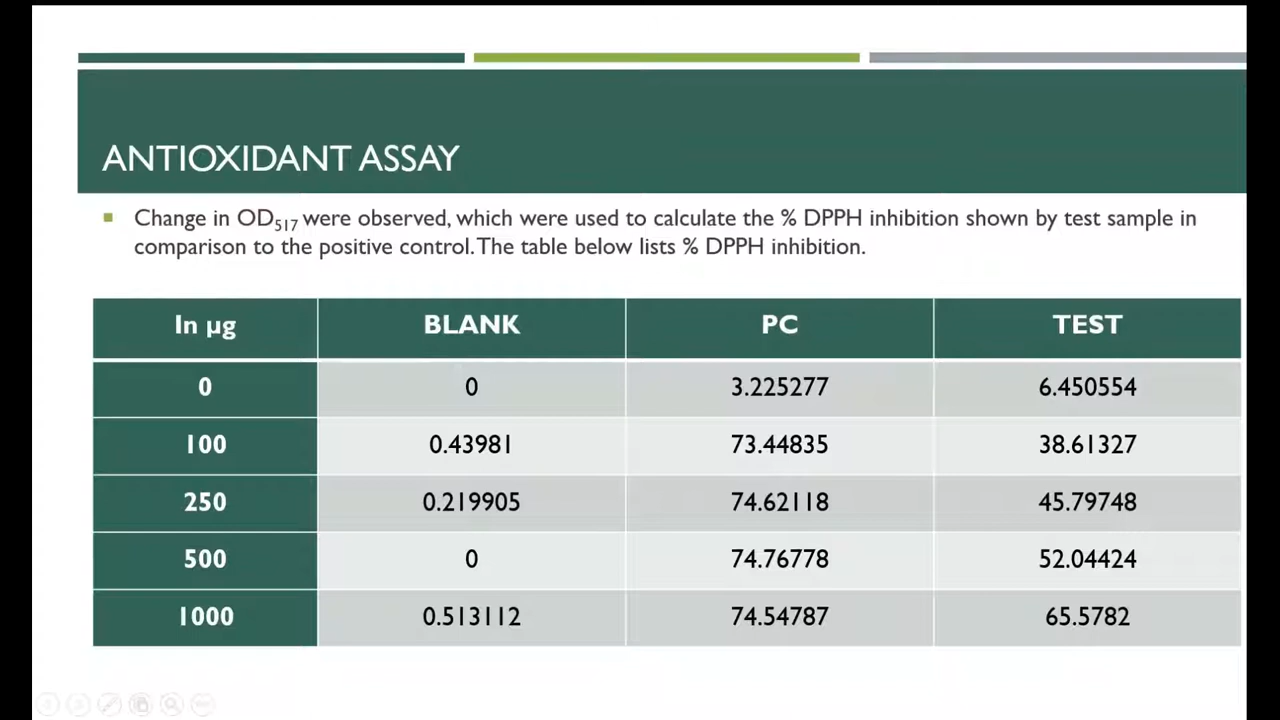 ANTIOXIDANT ASSAY
Change in OD517 were observed, which were used to calculate the % DPPH inhibition shown by test sample in
comparison to the positive control. The table below lists % DPPH inhibition.
In µg BLANK PC TEST
0 0 3.225277 6.450554
100 0.43981 73.44835 38.61327
250 0.219905 74.62118 45.79748
500 0 74.76778 52.04424
1000 0.513112 74.54787 65.5782